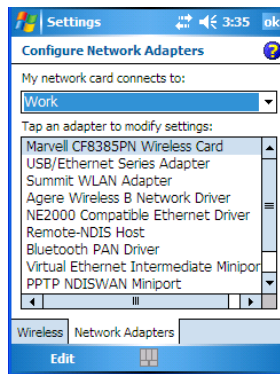 Settings 3:35 ok
Configure Network Adapters
My network card connects to:
Work
Tap an adapter to modify settings:
Marvell CF8385PN Wireless Card
USB/Ethernet Series Adapter
Summit WLAN Adapter
Agere Wireless B Network Driver
NE2000 Compatible Ethernet Driver
Remote-NDIS Host
Bluetooth PAN Driver
Virtual Ethernet Intermediate Minipor
PPTP NDISWAN Miniport
Wireless Network Adapters
Edit